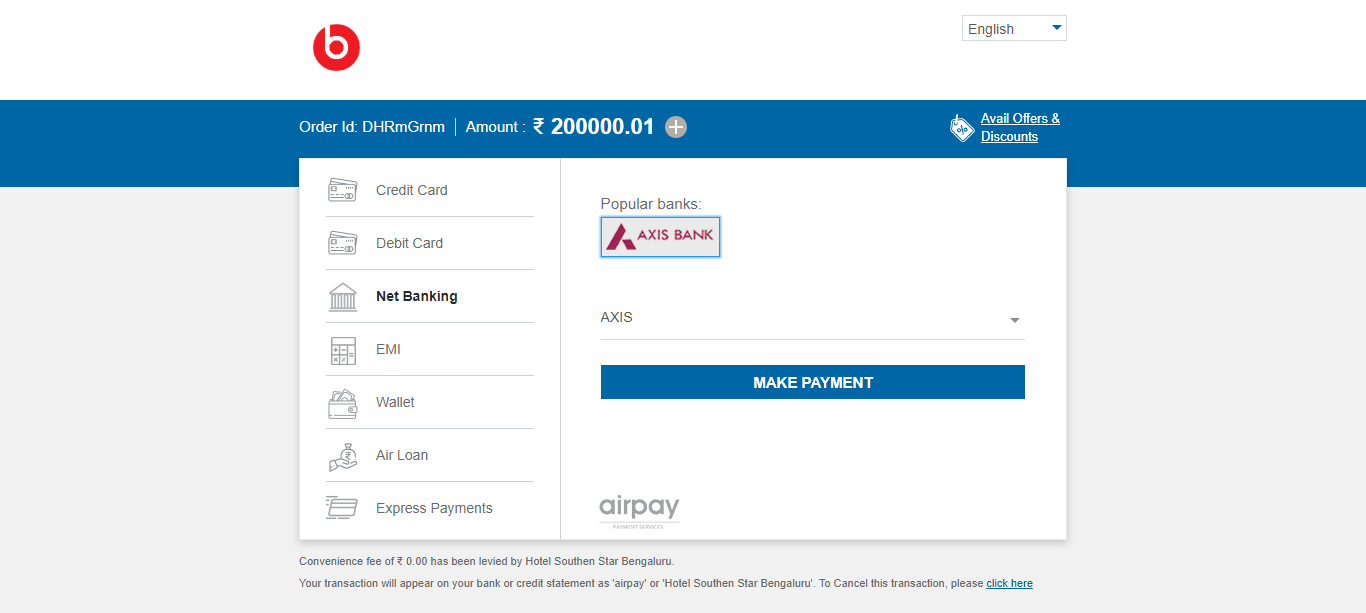 b
English
Order Id: DHRmGrnm | Amount : ₹ 200000.01
Avail Offers &
Discounts
Credit Card
Debit Card
Net Banking
EMI
Wallet
Air Loan
Express Payments
Popular banks:
AXIS BANK
AXIS
MAKE PAYMENT
airpay
PAYMENT SERVICES
Convenience fee of ₹ 0.00 has been levied by Hotel Southen Star Bengaluru.
Your transaction will appear on your bank or credit statement as 'airpay' or 'Hotel Southen Star Bengaluru'. To Cancel this transaction, please click here